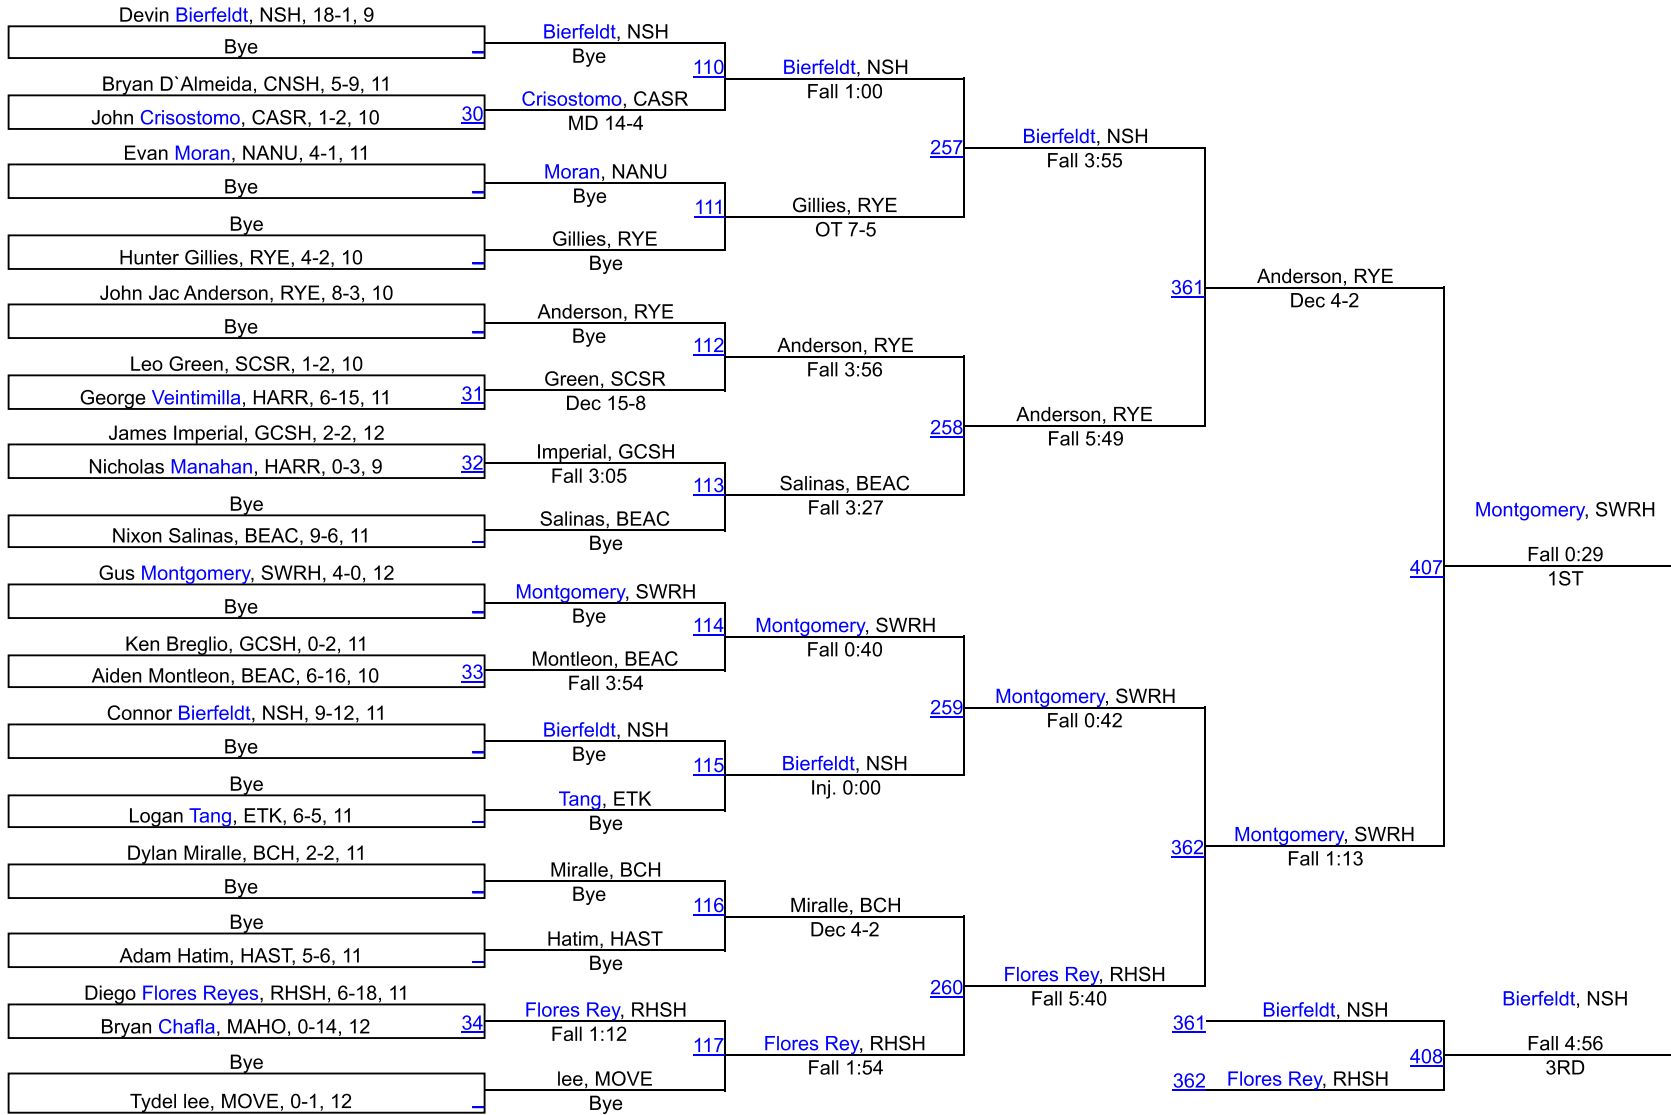 Devin Bierfeldt, NSH, 18-1, 9
Bye
Bryan D`Almeida, CNSH, 5-9, 11
John Crisostomo, CASR, 1-2, 10
30
Evan Moran, NANU, 4-1, 11
Bye
Bye
Hunter Gillies, RYE, 4-2, 10
John Jac Anderson, RYE, 8-3, 10
Bye
Leo Green, SCSR, 1-2, 10
George Veintimilla, HARR, 6-15, 11
31
James Imperial, GCSH, 2-2, 12
Nicholas Manahan, HARR, 0-3, 9
32
Bye
Nixon Salinas, BEAC, 9-6, 11
Gus Montgomery, SWRH, 4-0, 12
Bye
Ken Breglio, GCSH, 0-2, 11
Aiden Montleon, BEAC, 6-16, 10
33
Connor Bierfeldt, NSH, 9-12, 11
Bye
Bye
Logan Tang, ETK, 6-5, 11
Dylan Miralle, BCH, 2-2, 11
Bye
Bye
Adam Hatim, HAST, 5-6, 11
Diego Flores Reyes, RHSH, 6-18, 11
Bryan Chafla, MAHO, 0-14, 12
34
Bye
Tydel lee, MOVE, 0-1, 12
Bierfeldt, NSH
Bye
110
Crisostomo, CASR
MD 14-4
Moran, NANU
Bye
111
Gillies, RYE
Bye
Anderson, RYE
Bye
112
Green, SCSR
Dec 15-8
Imperial, GCSH
Fall 3:05
113
Salinas, BEAC
Bye
Montgomery, SWRH
Bye
114
Montleon, BEAC
Fall 3:54
Bierfeldt, NSH
Bye
115
Tang, ETK
Bye
Miralle, BCH
Bye
116
Hatim, HAST
Bye
Flores Rey, RHSH
Fall 1:12
117
lee, MOVE
Bye
Bierfeldt, NSH
Fall 1:00
257
Gillies, RYE
OT 7-5
Anderson, RYE
Fall 3:56
258
Salinas, BEAC
Fall 3:27
Montgomery, SWRH
Fall 0:40
259
Bierfeldt, NSH
Inj. 0:00
Miralle, BCH
Dec 4-2
260
Flores Rey, RHSH
Fall 1:54
Bierfeldt, NSH
Fall 3:55
361
Anderson, RYE
Fall 5:49
Montgomery, SWRH
Fall 0:42
362
Flores Rey, RHSH
Fall 5:40
Anderson, RYE
Dec 4-2
407
Montgomery, SWRH
Fall 1:13
Montgomery, SWRH
Fall 0:29
1ST
361
Bierfeldt, NSH
408
362
Flores Rey, RHSH
Bierfeldt, NSH
Fall 4:56
3RD